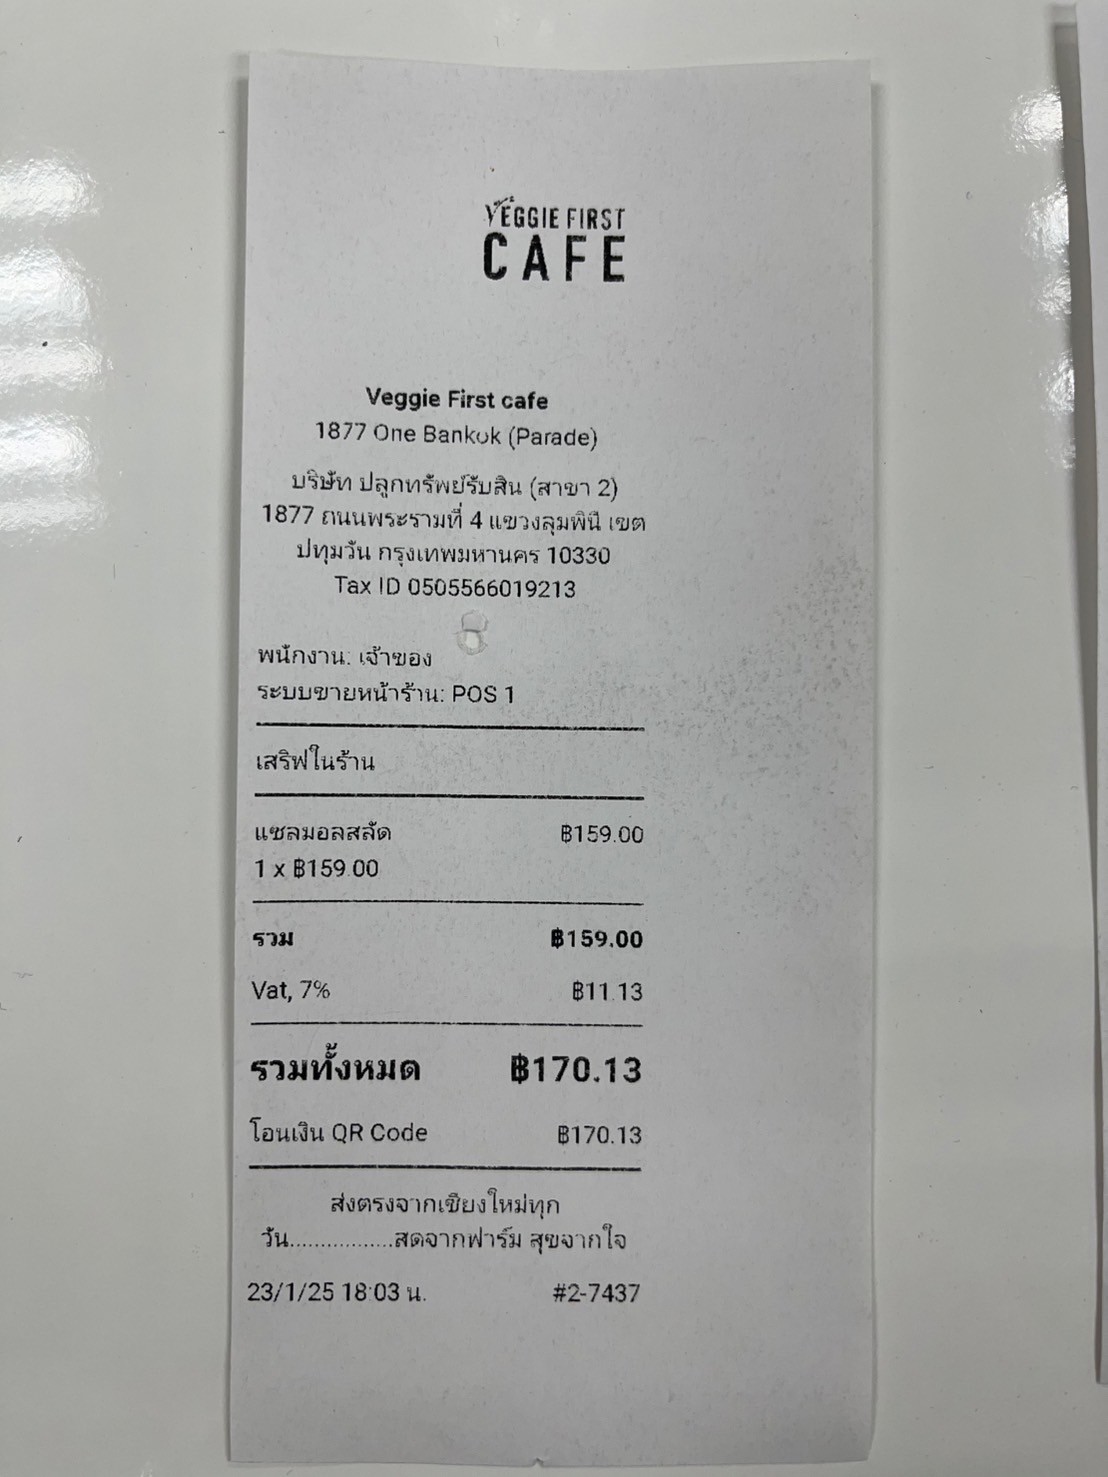 VEGGIE FIRST
CAFE
Veggie First cafe
1877 One Bankok (Parade)
บริษัท ปลูกทรัพย์รับสิน (สาขา 2)
1877 ถนนพระรามที่ 4 แขวงลุมพินี เขต
ปทุมวัน กรุงเทพมหานคร 10330
Tax ID 0505566019213
พนักงาน: เจ้าของ
ระบบขายหน้าร้าน: POS 1
เสริฟในร้าน
แซลมอลสลัด ฿159.00
1 x ฿159.00
รวม ฿159.00
Vat, 7% ฿11.13
รวมทั้งหมด ฿170.13
โอนเงิน QR Code ฿170.13
ส่งตรงจากเชียงใหม่ทุก
วัน.................สดจากฟาร์ม สุขจากใจ
23/1/25 18:03 น. #2-7437